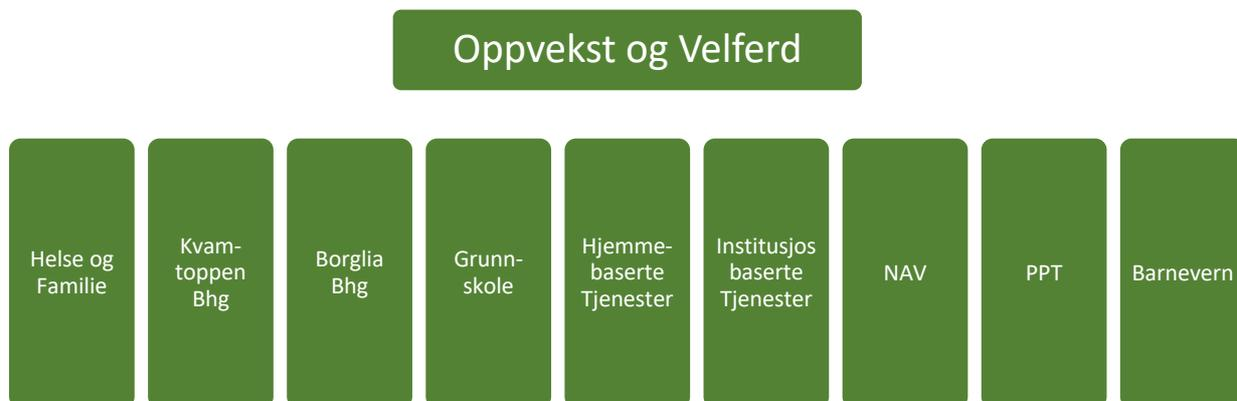 Oppvekst og Velferd
Helse og
Familie
Kvam-
toppen
Bhg
Borglia
Bhg
Grunn-
skole
Hjemme-
baserte
Tjenester
Institusjos
baserte
Tjenester
NAV
PPT
Barnevern